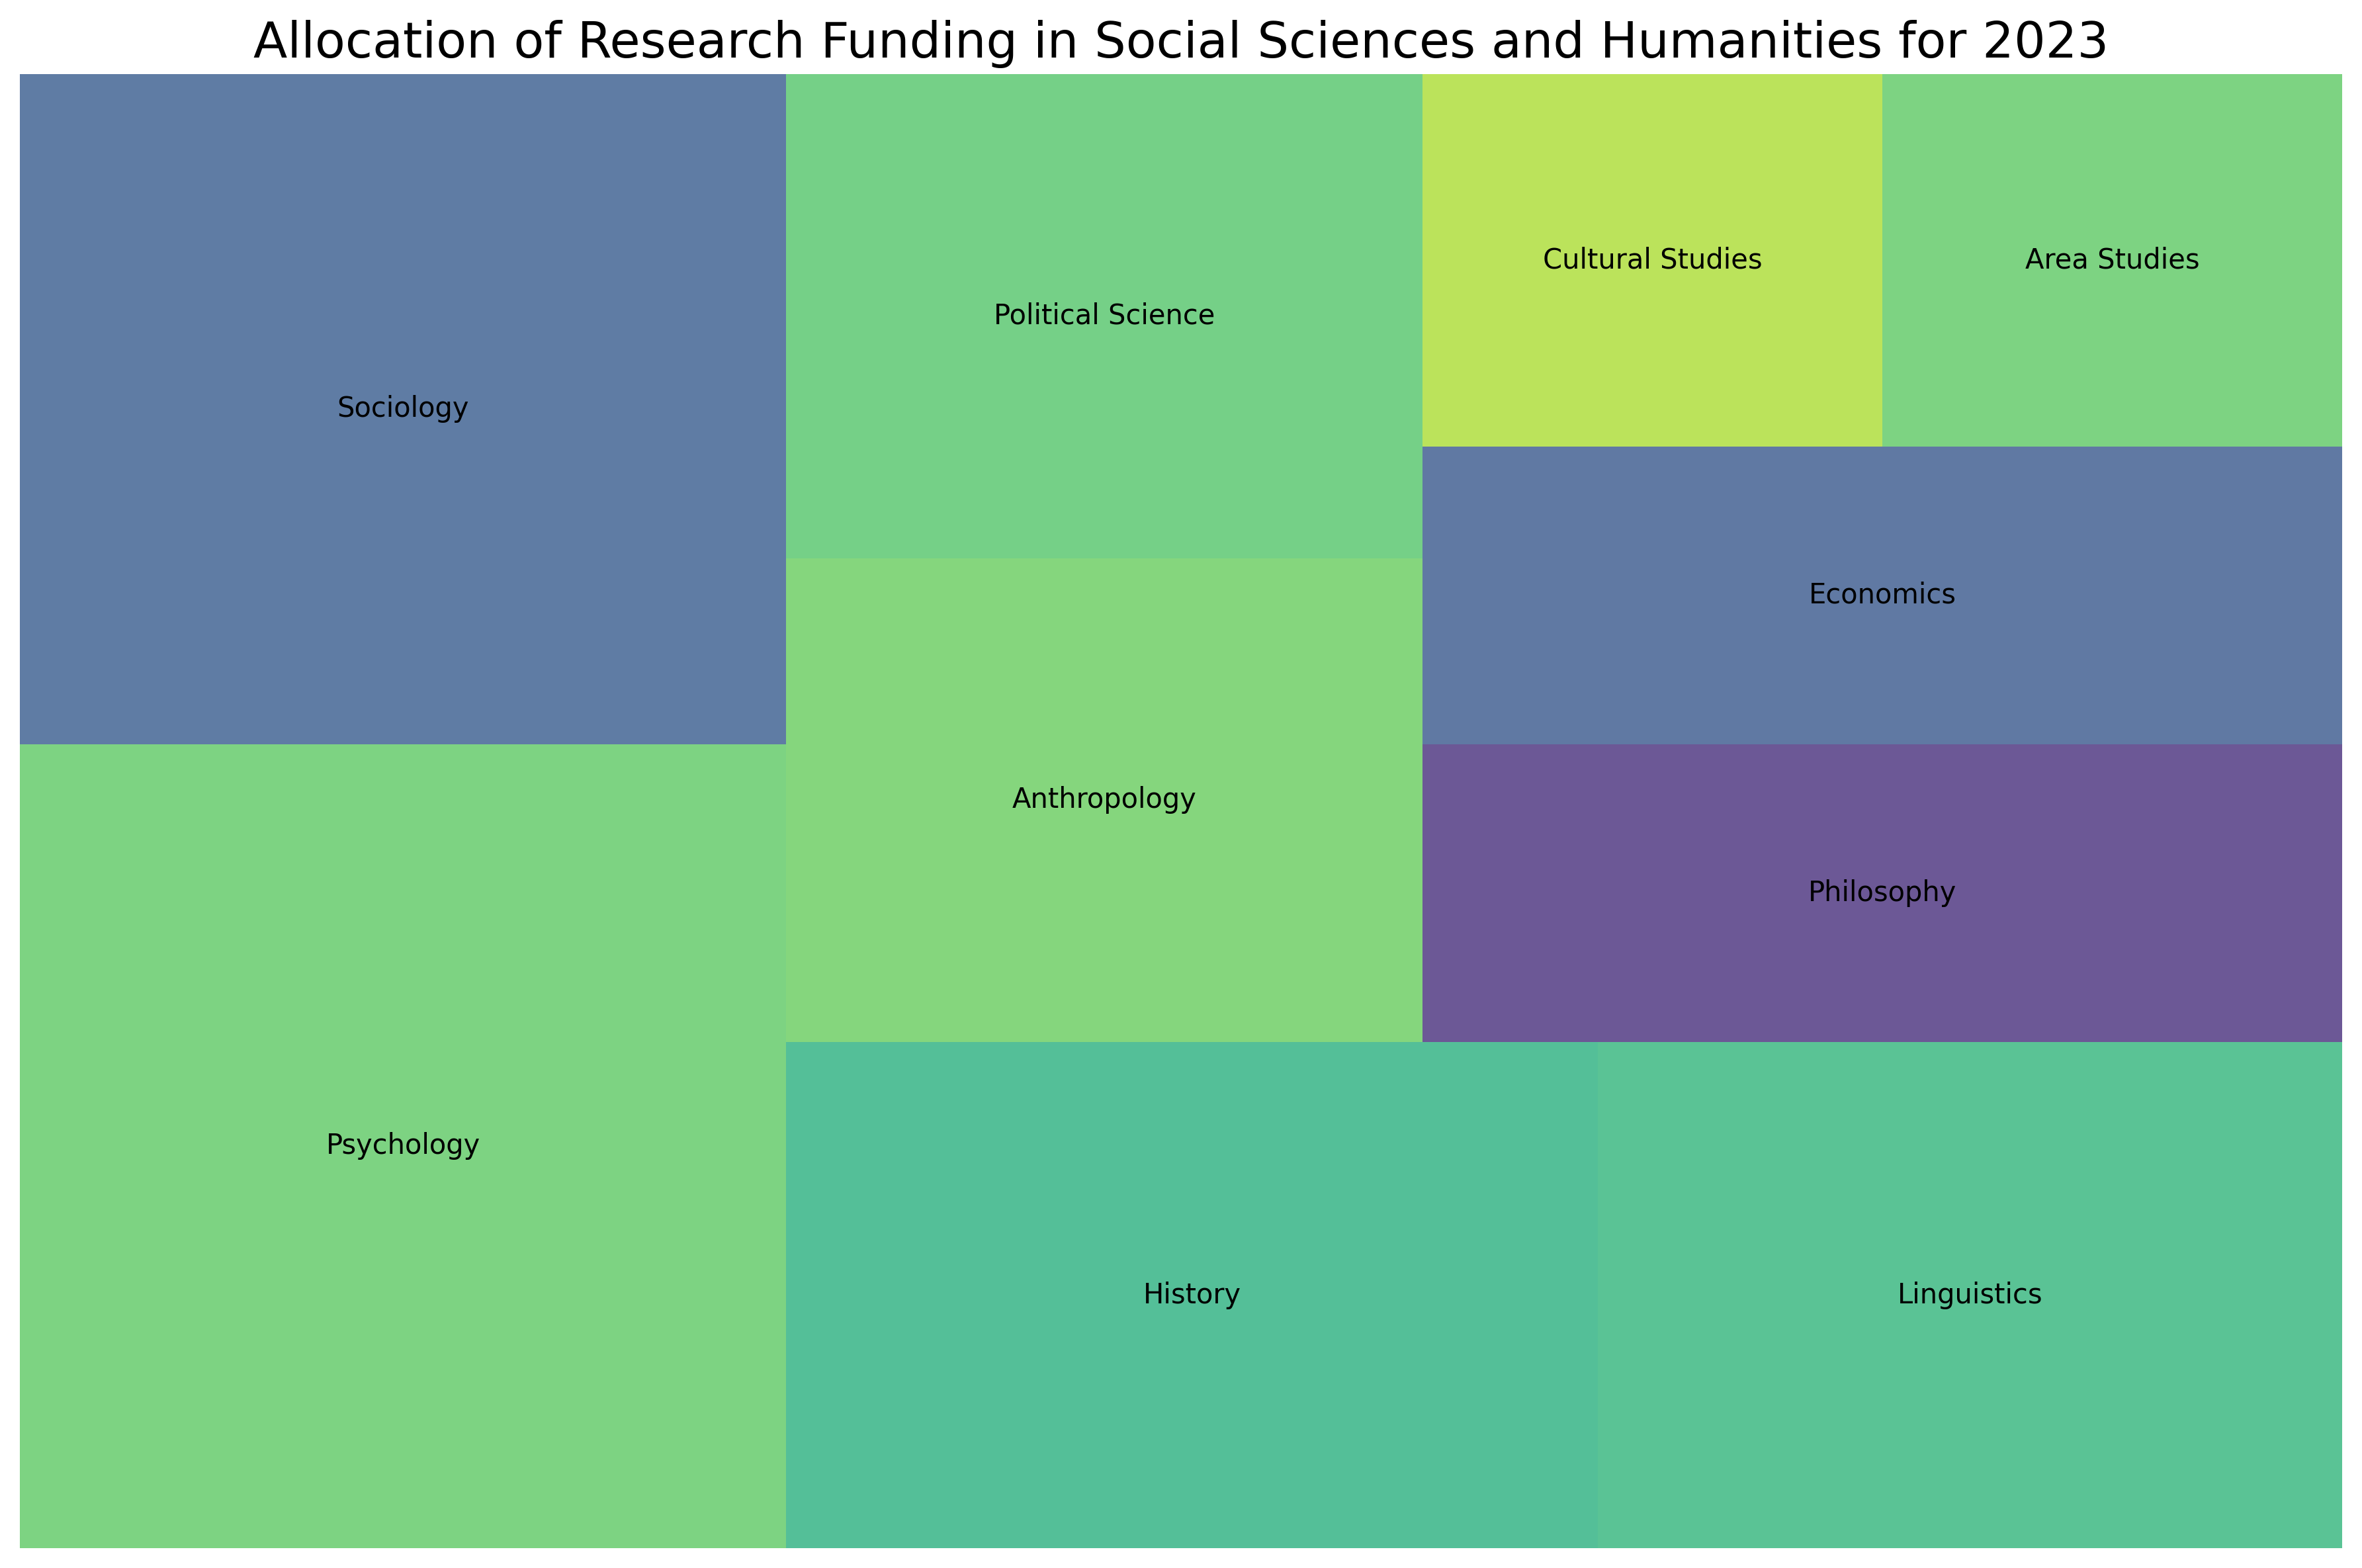 Allocation of Research Funding in Social Sciences and Humanities for 2023
Cultural Studies
Area Studies
Political Science
Sociology
Economics
Anthropology
Philosophy
Psychology
History
Linguistics